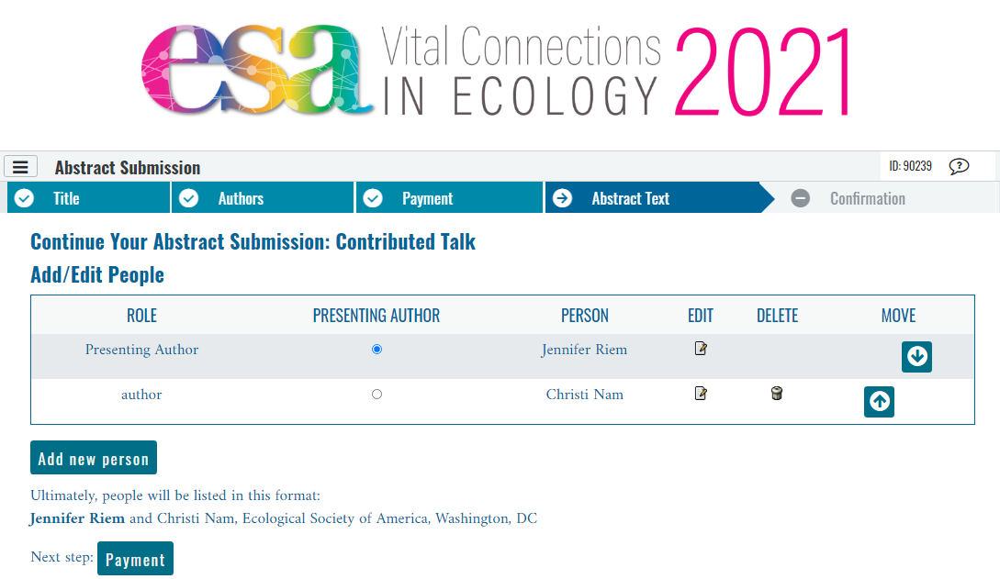 esa Vital Connections IN ECOLOGY 2021
Abstract Submission ID: 90239 ?
Title Authors Payment Abstract Text Confirmation
Continue Your Abstract Submission: Contributed Talk
Add/Edit People
ROLE PRESENTING AUTHOR PERSON EDIT DELETE MOVE
Presenting Author Jennifer Riem
author Christi Nam
Add new person
Ultimately, people will be listed in this format:
Jennifer Riem and Christi Nam, Ecological Society of America, Washington, DC
Next step: Payment